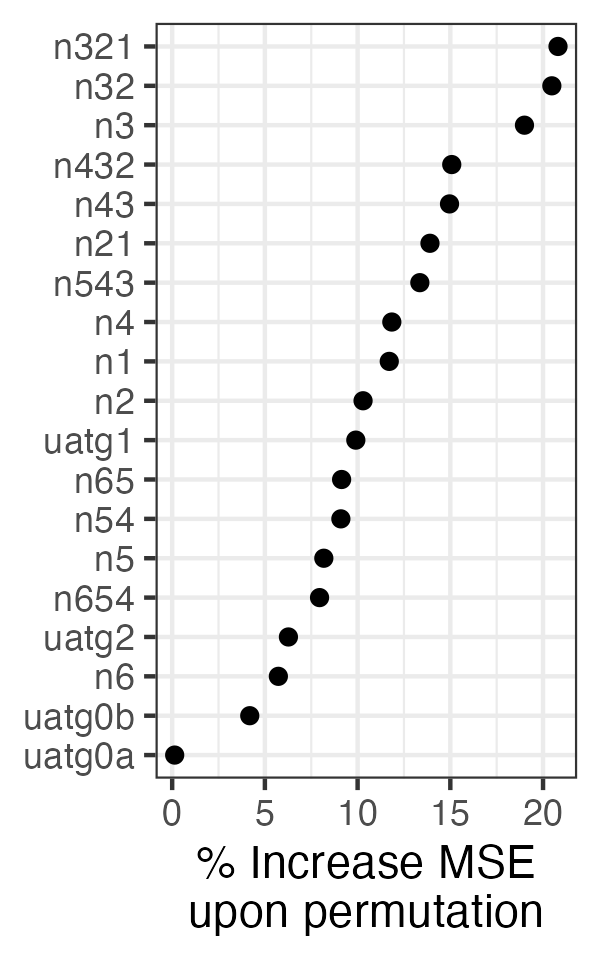 n321
n32
n3
n432
n43
n21
n543
n4
n1
n2
uatg1
n65
n54
n5
n654
uatg2
n6
uatg0b
uatg0a
0 5 10 15 20
% Increase MSE
upon permutation